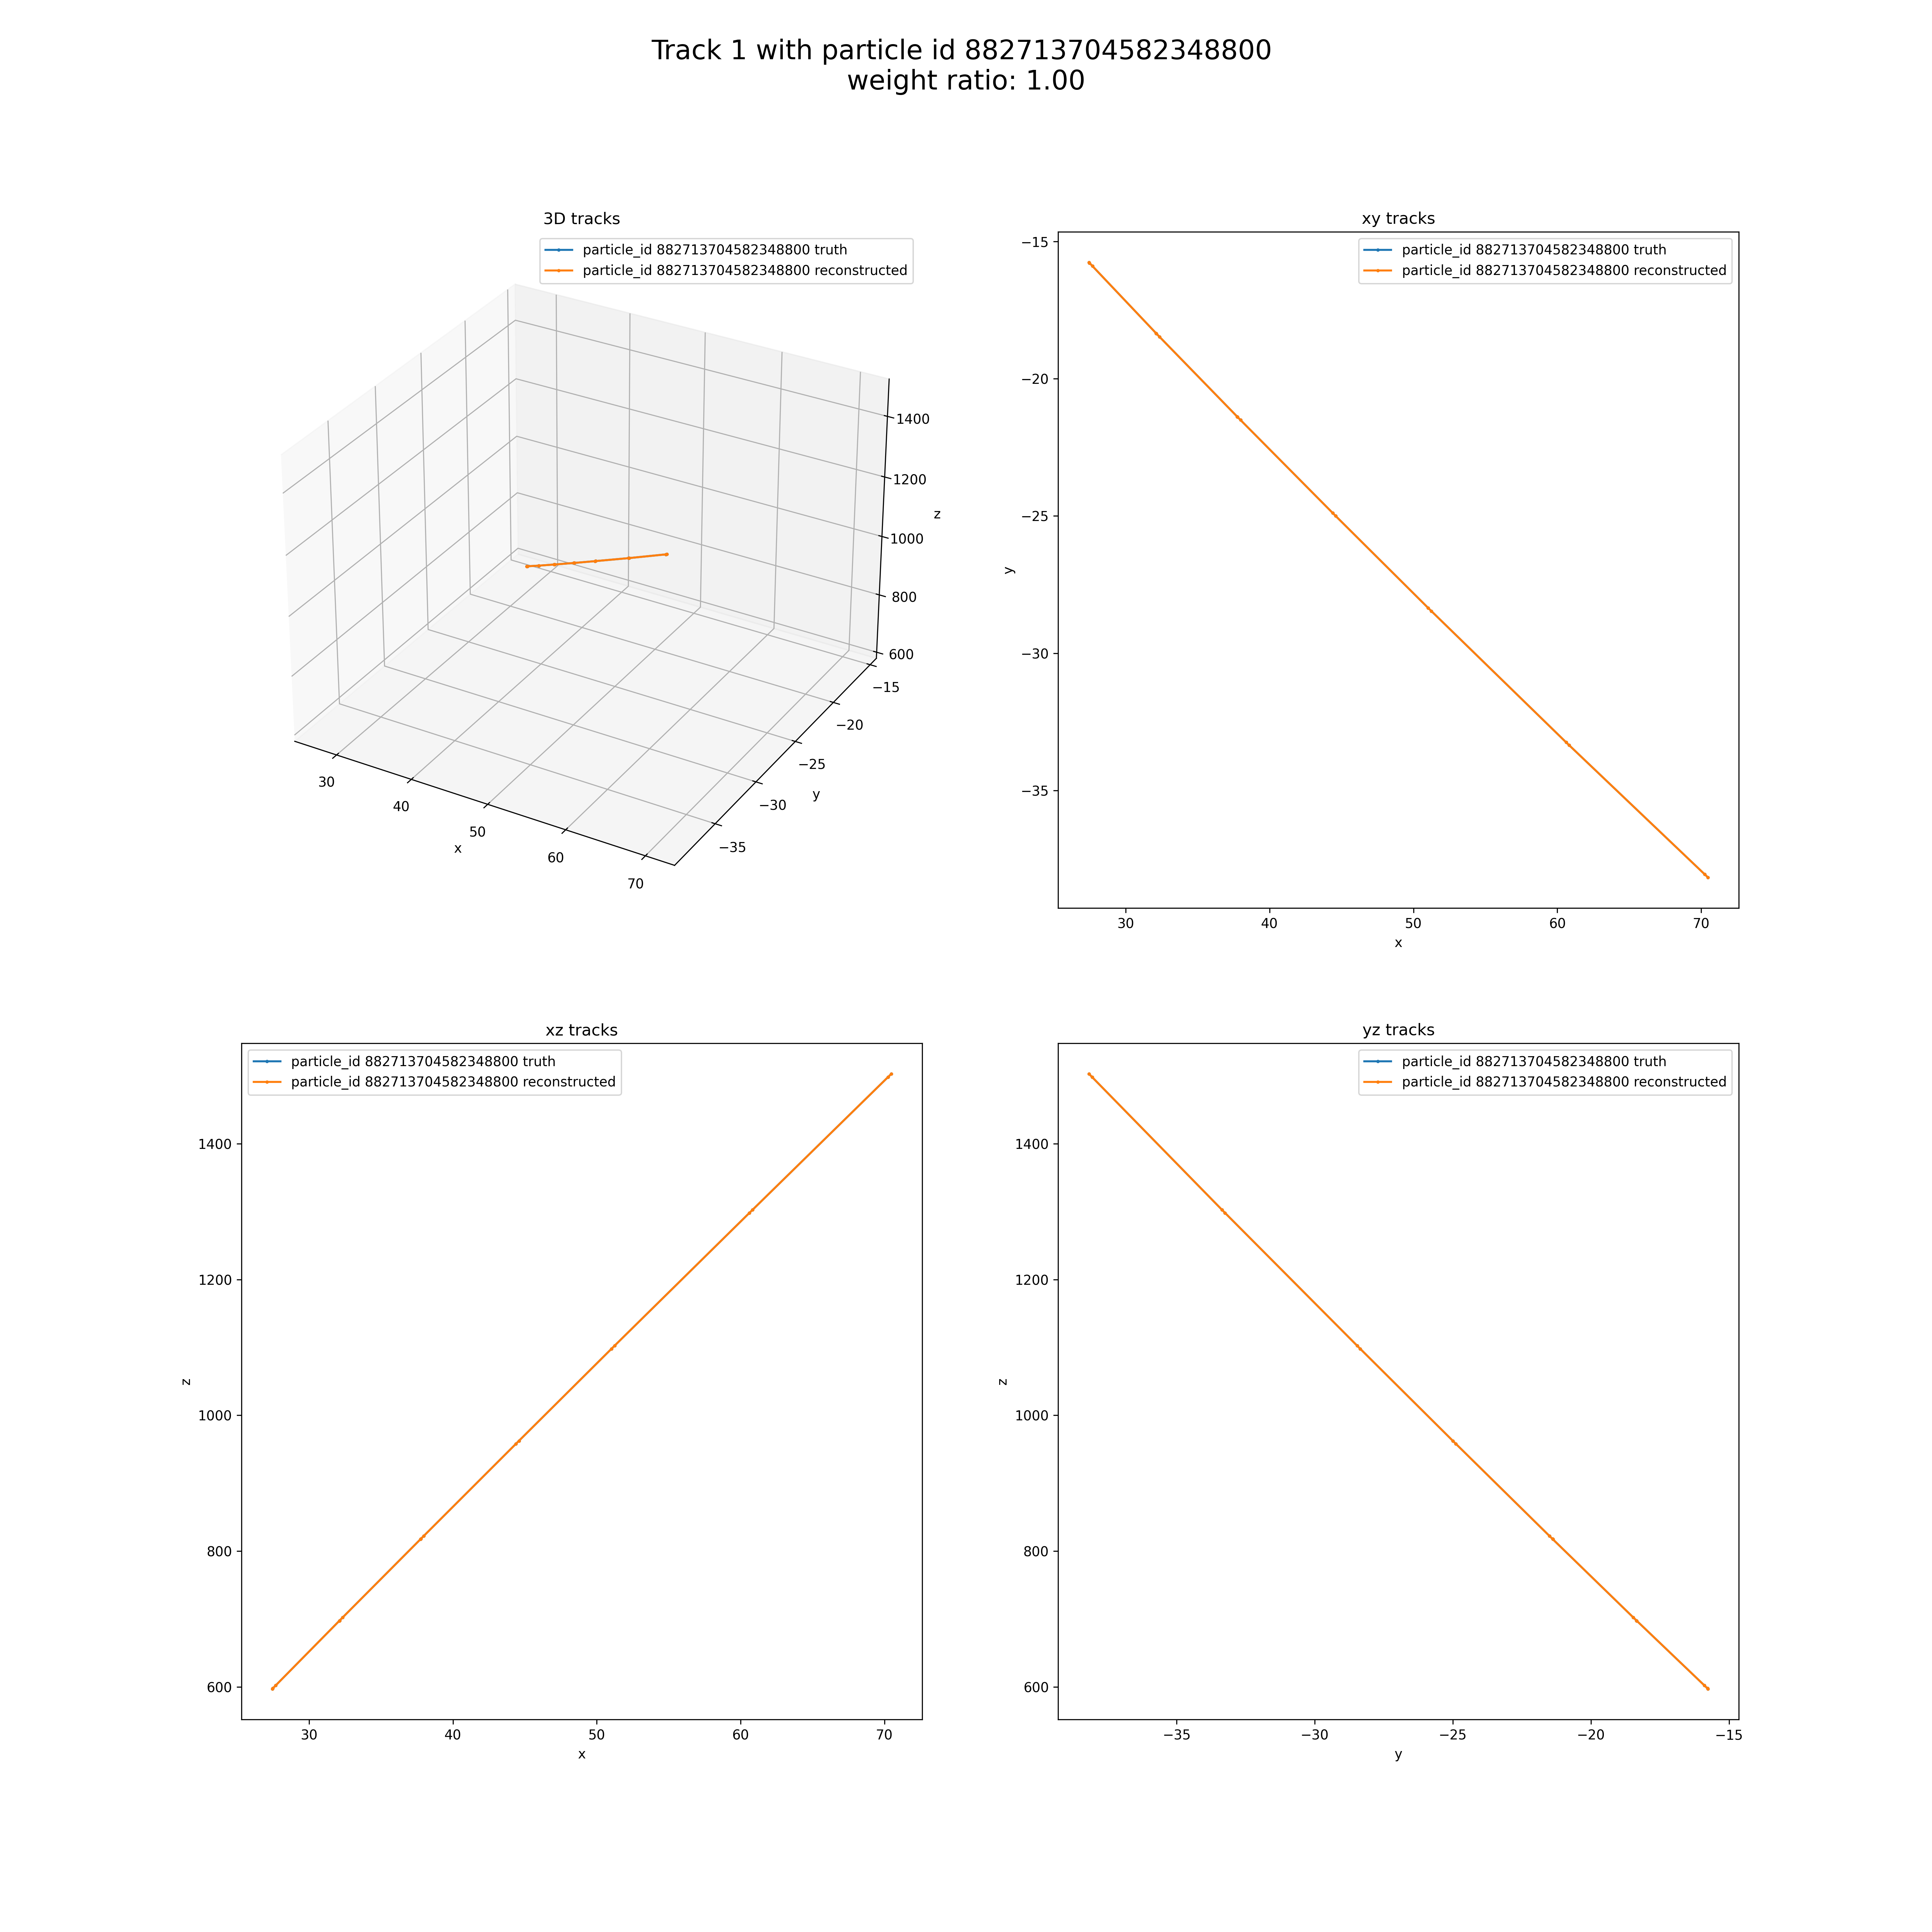 Track 1 with particle id 882713704582348800
weight ratio: 1.00
3D tracks
particle_id 882713704582348800 truth
particle_id 882713704582348800 reconstructed
1400
1200
z
1000
800
600
−15
−20
−25
−30
−35
y
30
40
50
60
70
x
xy tracks
particle_id 882713704582348800 truth
particle_id 882713704582348800 reconstructed
−15
−20
−25
−30
−35
y
30 40 50 60 70
x
xz tracks
particle_id 882713704582348800 truth
particle_id 882713704582348800 reconstructed
1400
1200
1000
800
600
z
30 40 50 60 70
x
yz tracks
particle_id 882713704582348800 truth
particle_id 882713704582348800 reconstructed
1400
1200
1000
800
600
z
−35 −30 −25 −20 −15
y